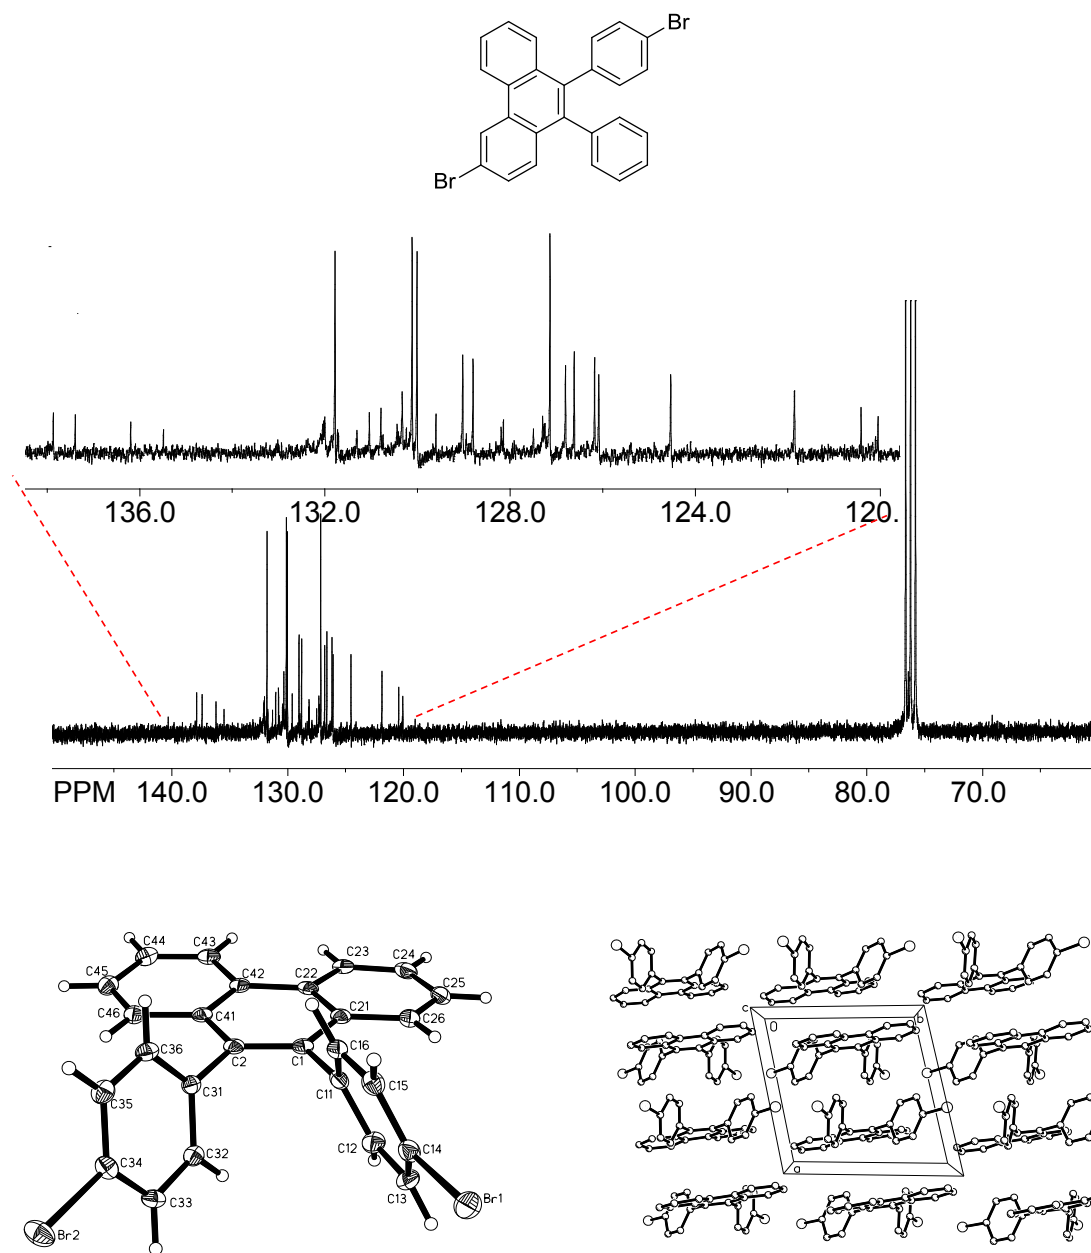 Br
Br
136.0 132.0 128.0 124.0 120.
PPM 140.0 130.0 120.0 110.0 100.0 90.0 80.0 70.0
C44 C43 C23 C24
C45 C42 C22 C25
C46 C41 C21 C26
C36 C2 C1 C16
C35 C31 C11 C15
C32 C12 C14
C34 C33 C13
Br2 Br1
c b
0
a